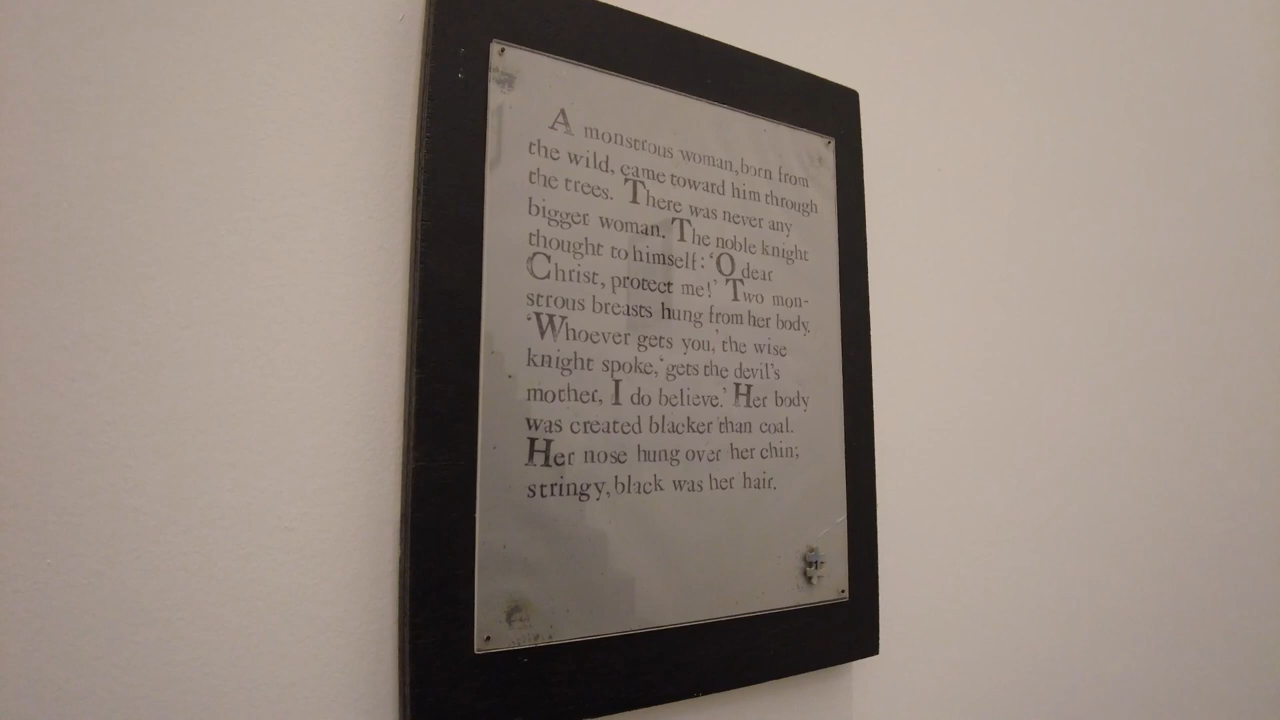 A monstrous woman, born from
the wild, came toward him through
the trees. There was never any
bigger woman. The noble knight
thought to himself: 'O dear
Christ, protect me!' Two mon-
strous breasts hung from her body.
'Whoever gets you,' the wise
knight spoke, 'gets the devil's
mother, I do believe.' Her body
was created blacker than coal.
Her nose hung over her chin;
stringy, black was her hair.